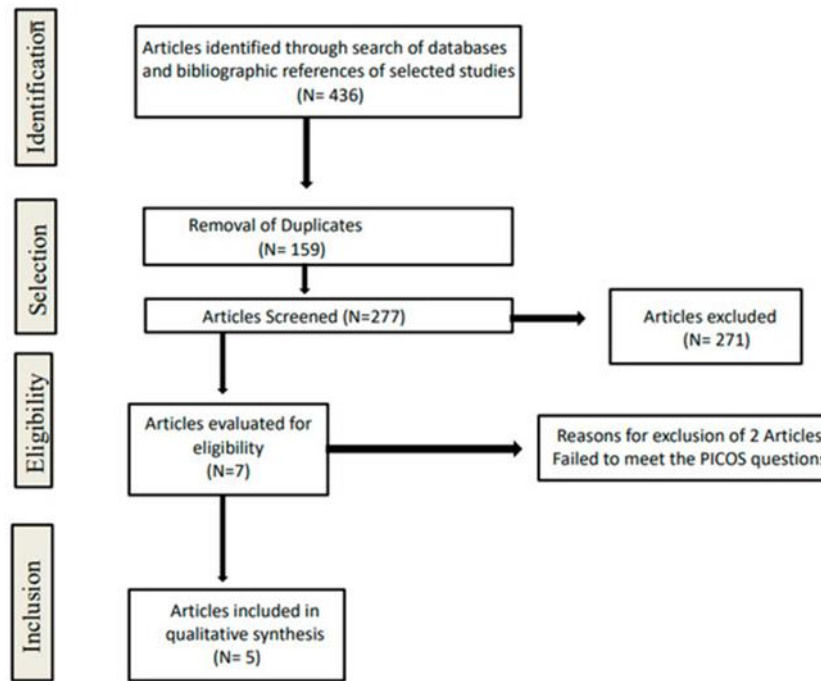 Identification
Articles identified through search of databases
and bibliographic references of selected studies
(N= 436)
Selection
Removal of Duplicates
(N= 159)
Articles Screened (N=277)
Articles excluded
(N= 271)
Eligibility
Articles evaluated for
eligibility
(N=7)
Reasons for exclusion of 2 Articles
Failed to meet the PICOS questions
Inclusion
Articles included in
qualitative synthesis
(N= 5)